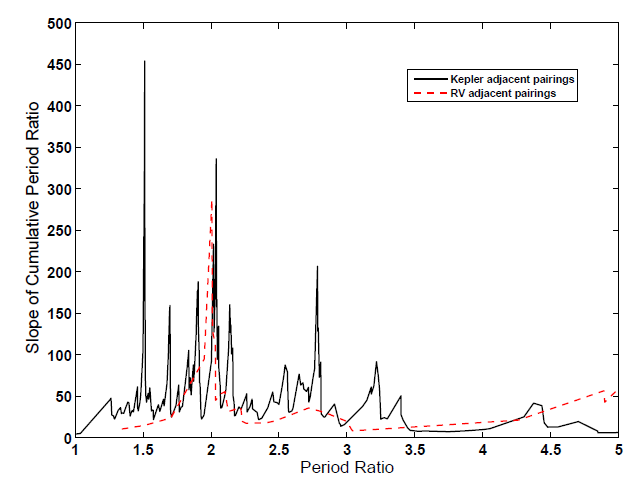 500
450
400
350
300
250
200
150
100
50
0
Slope of Cumulative Period Ratio
Kepler adjacent pairings
RV adjacent pairings
1 1.5 2 2.5 3 3.5 4 4.5 5
Period Ratio